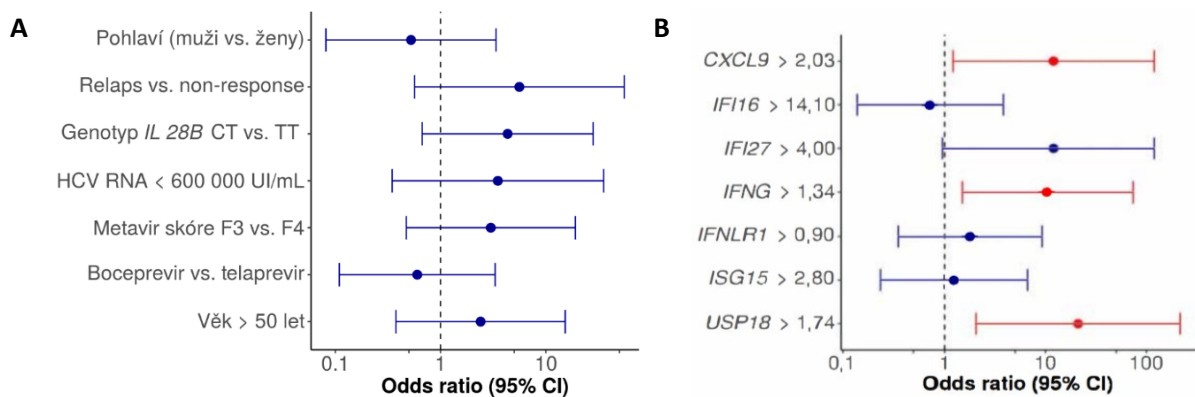 A
Pohlaví (muži vs. ženy)
Relaps vs. non-response
Genotyp IL 28B CT vs. TT
HCV RNA < 600 000 UI/mL
Metavir skóre F3 vs. F4
Boceprevir vs. telaprevir
Věk > 50 let
0.1 1 10
Odds ratio (95% CI)
B
CXCL9 > 2,03
IFI16 > 14,10
IFI27 > 4,00
IFNG > 1,34
IFNLR1 > 0,90
ISG15 > 2,80
USP18 > 1,74
0,1 1 10 100
Odds ratio (95% CI)